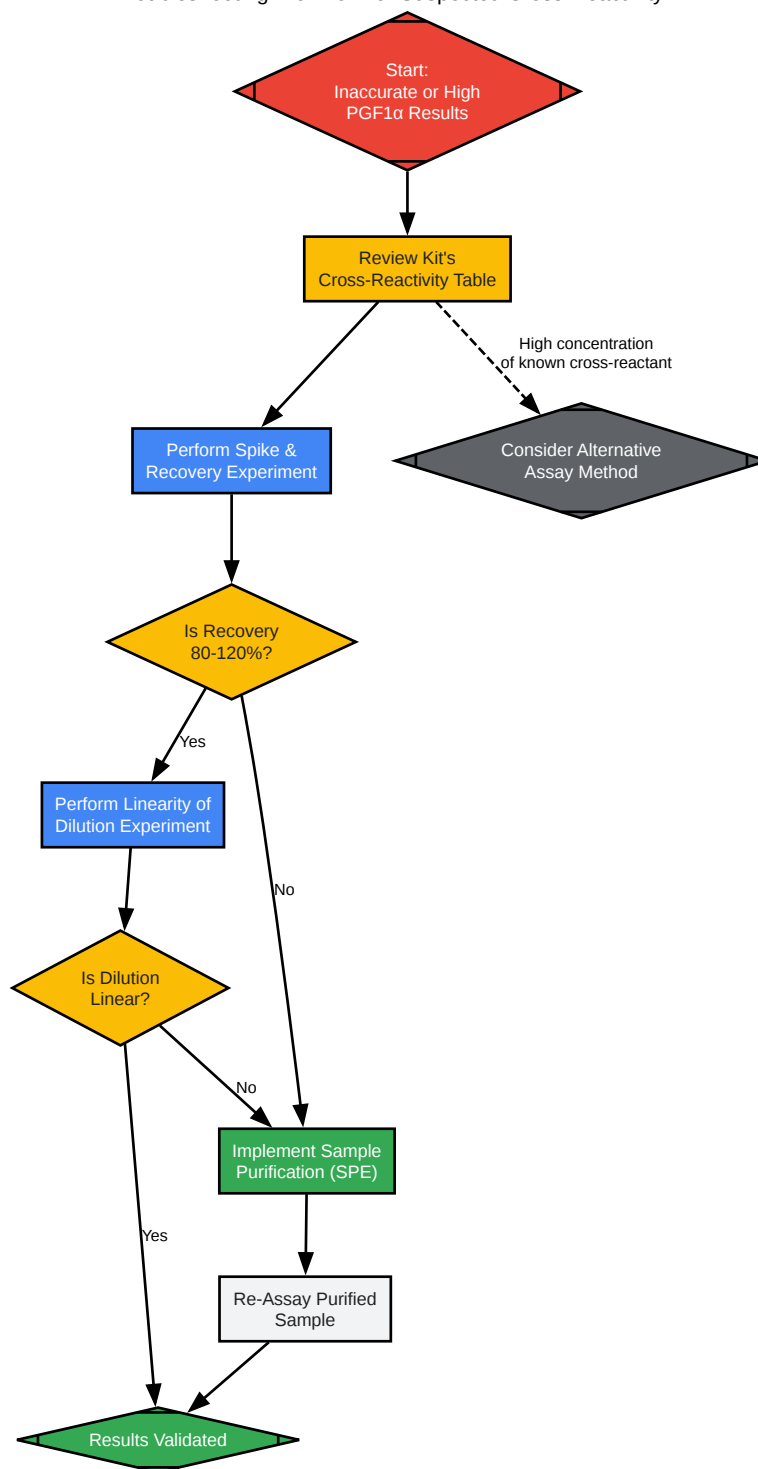 Start:
Inaccurate or High
PGF1α Results
Review Kit's
Cross-Reactivity Table
High concentration
of known cross-reactant
Perform Spike &
Recovery Experiment
Consider Alternative
Assay Method
Is Recovery
80-120%?
Yes
Perform Linearity of
Dilution Experiment
No
Is Dilution
Linear?
No
Implement Sample
Purification (SPE)
Yes
Re-Assay Purified
Sample
Results Validated